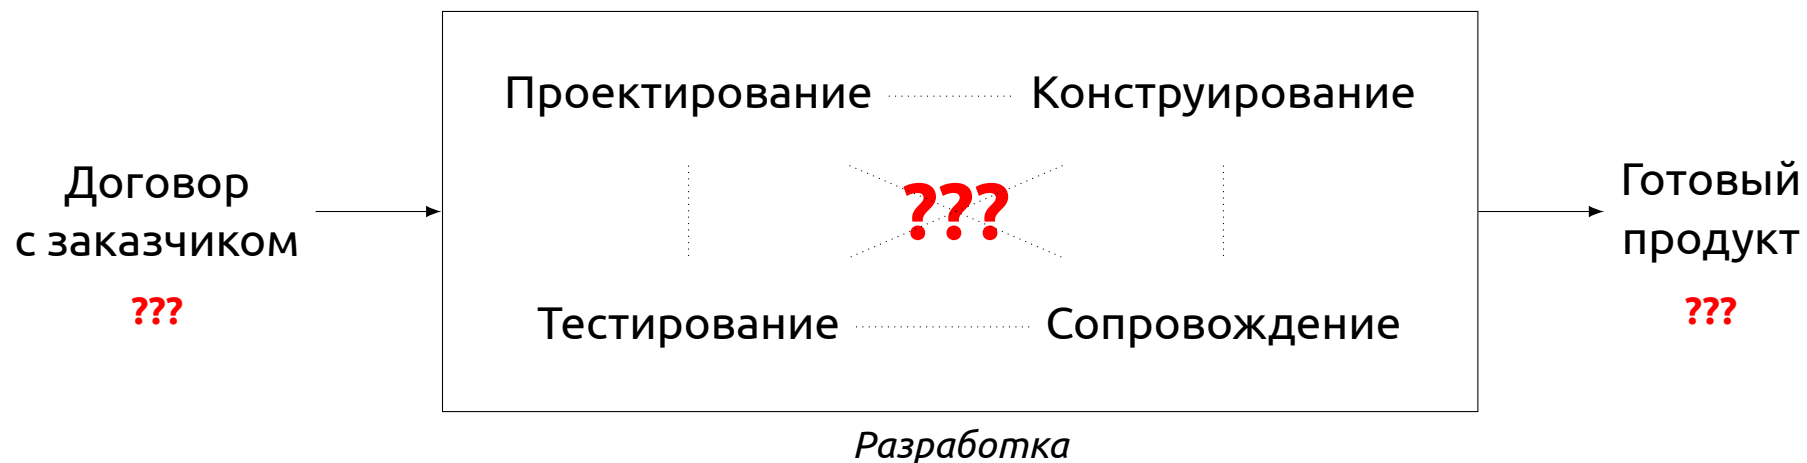 Проектирование
Конструирование
Договор
с заказчиком
???
???
Готовый
продукт
???
Тестирование
Сопровождение
Разработка